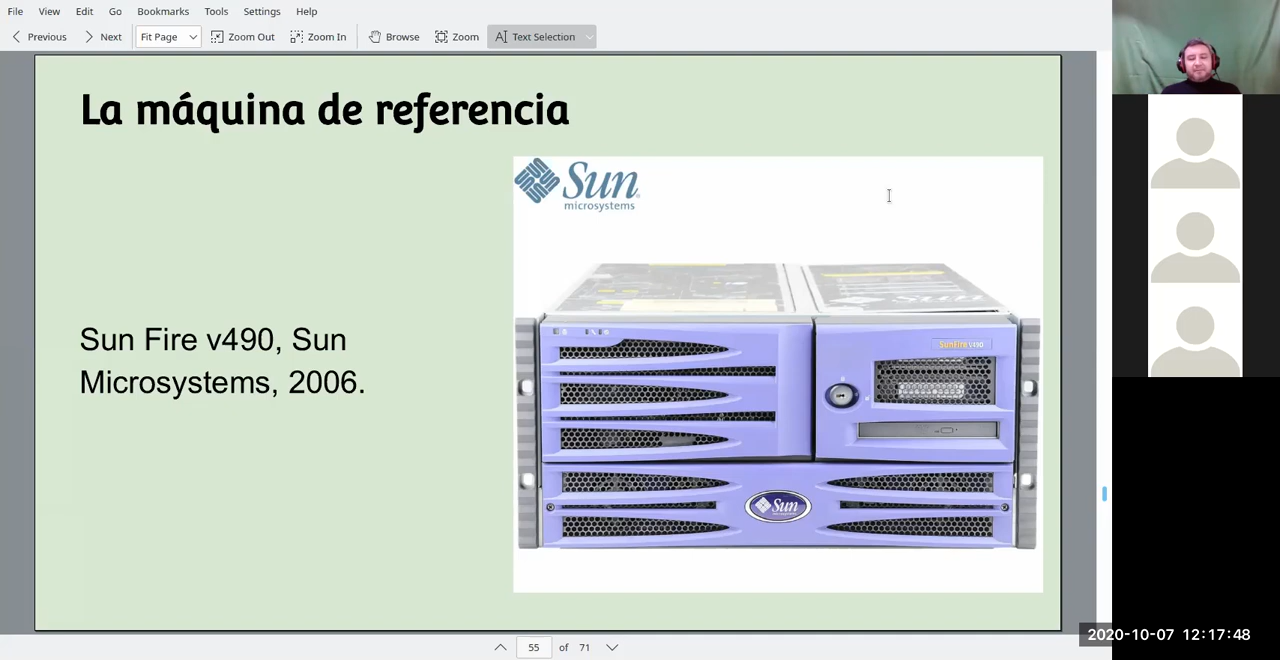 File View Edit Go Bookmarks Tools Settings Help
Previous Next Fit Page Zoom Out Zoom In Browse Zoom Text Selection
La máquina de referencia
Sun
microsystems
Sun Fire v490, Sun
Microsystems, 2006.
SunFire V490
Sun
55 of 71
2020-10-07 12:17:48